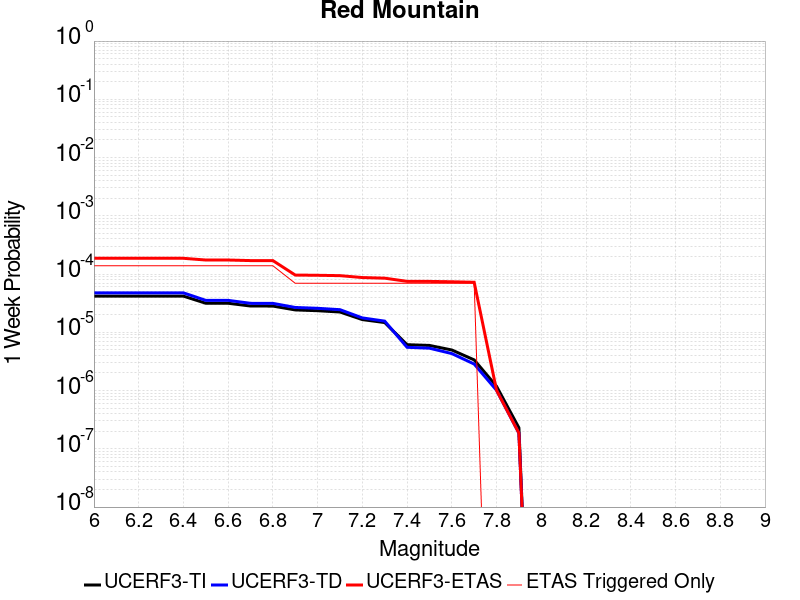 Red Mountain
1 Week Probability
10^0
10^-1
10^-2
10^-3
10^-4
10^-5
10^-6
10^-7
10^-8
6 6.2 6.4 6.6 6.8 7 7.2 7.4 7.6 7.8 8 8.2 8.4 8.6 8.8 9
Magnitude
UCERF3-TI UCERF3-TD UCERF3-ETAS ETAS Triggered Only